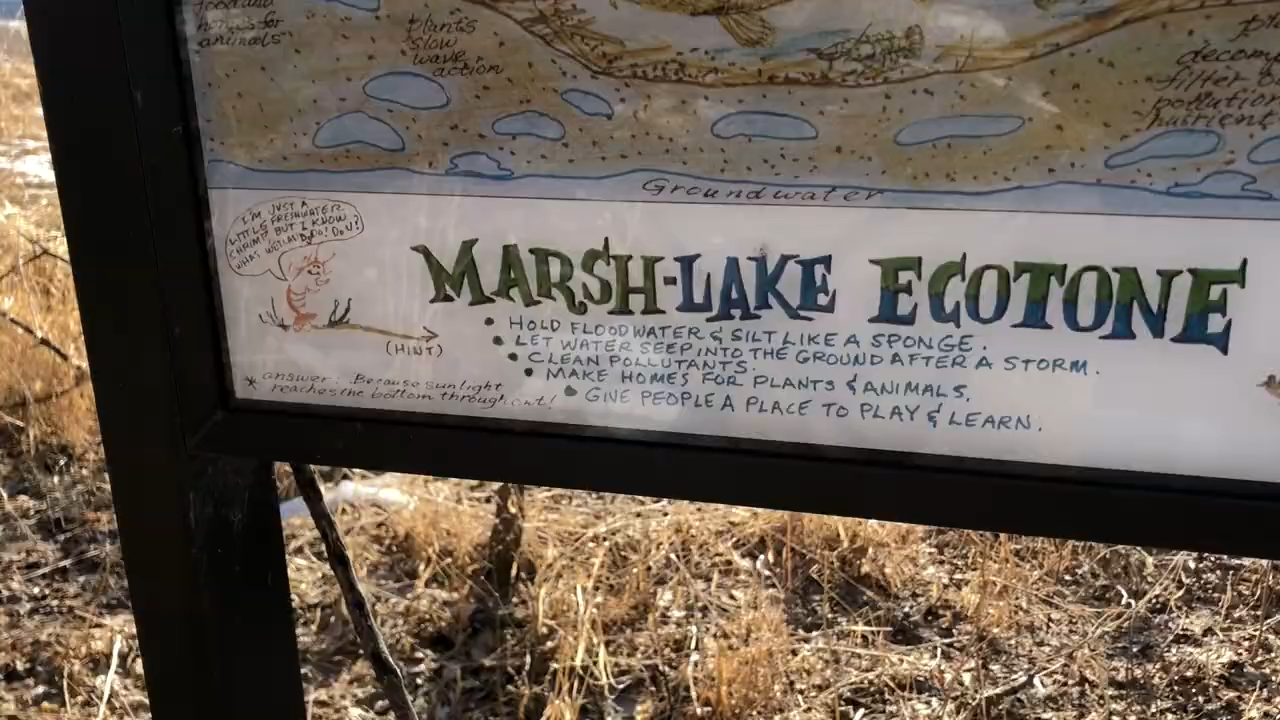 food and
homes for
animals
plants
slow
wave
action
filter
pollution
nutrient
Groundwater
I'M JUST A
LITTLE FRESHWATER
SHRIMP BUT I KNOW
WHAT WETLANDS DO! DO U?
MARSH-LAKE ECOTONE
(HINT)
• HOLD FLOODWATER & SILT LIKE A SPONGE.
• LET WATER SEEP INTO THE GROUND AFTER A STORM.
• CLEAN POLLUTANTS.
• MAKE HOMES FOR PLANTS & ANIMALS.
• GIVE PEOPLE A PLACE TO PLAY & LEARN.
* answer: Because sunlight
reaches the bottom throughout!